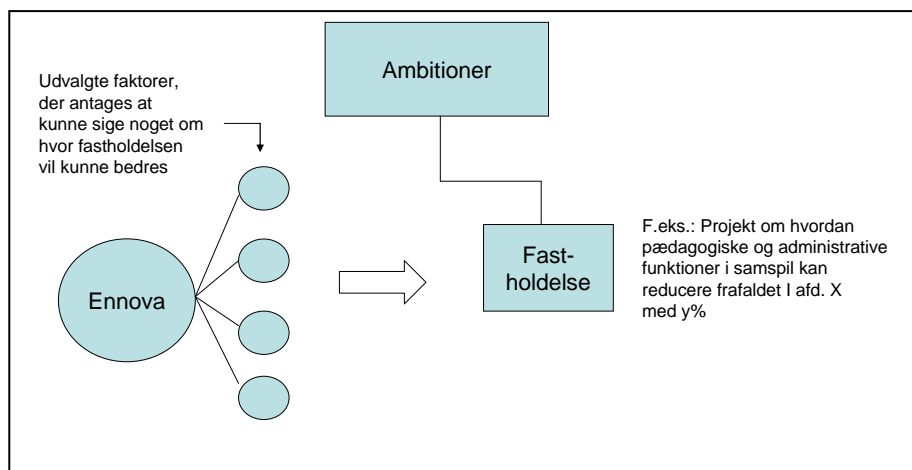 Ambitioner
Udvalgte faktorer,
der antages at
kunne sige noget om
hvor fastholdelsen
vil kunne bedres
Ennova
Fast-
holdelse
F.eks.: Projekt om hvordan
pædagogiske og administrative
funktioner i samspil kan
reducere frafaldet I afd. X
med y%